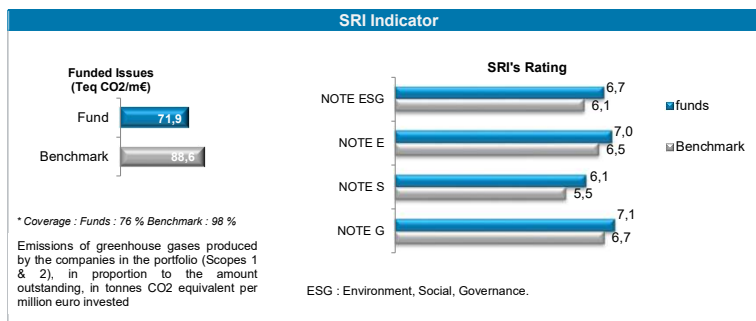 SRI Indicator
Funded Issues
(Teq CO2/m€)
Fund
71,9
Benchmark
88,6
* Coverage : Funds : 76 % Benchmark : 98 %
Emissions of greenhouse gases produced
by the companies in the portfolio (Scopes 1
& 2), in proportion to the amount
outstanding, in tonnes CO2 equivalent per
million euro invested
SRI's Rating
NOTE ESG
6,7
6,1
NOTE E
7,0
6,5
NOTE S
6,1
5,5
NOTE G
7,1
6,7
funds
Benchmark
ESG : Environment, Social, Governance.